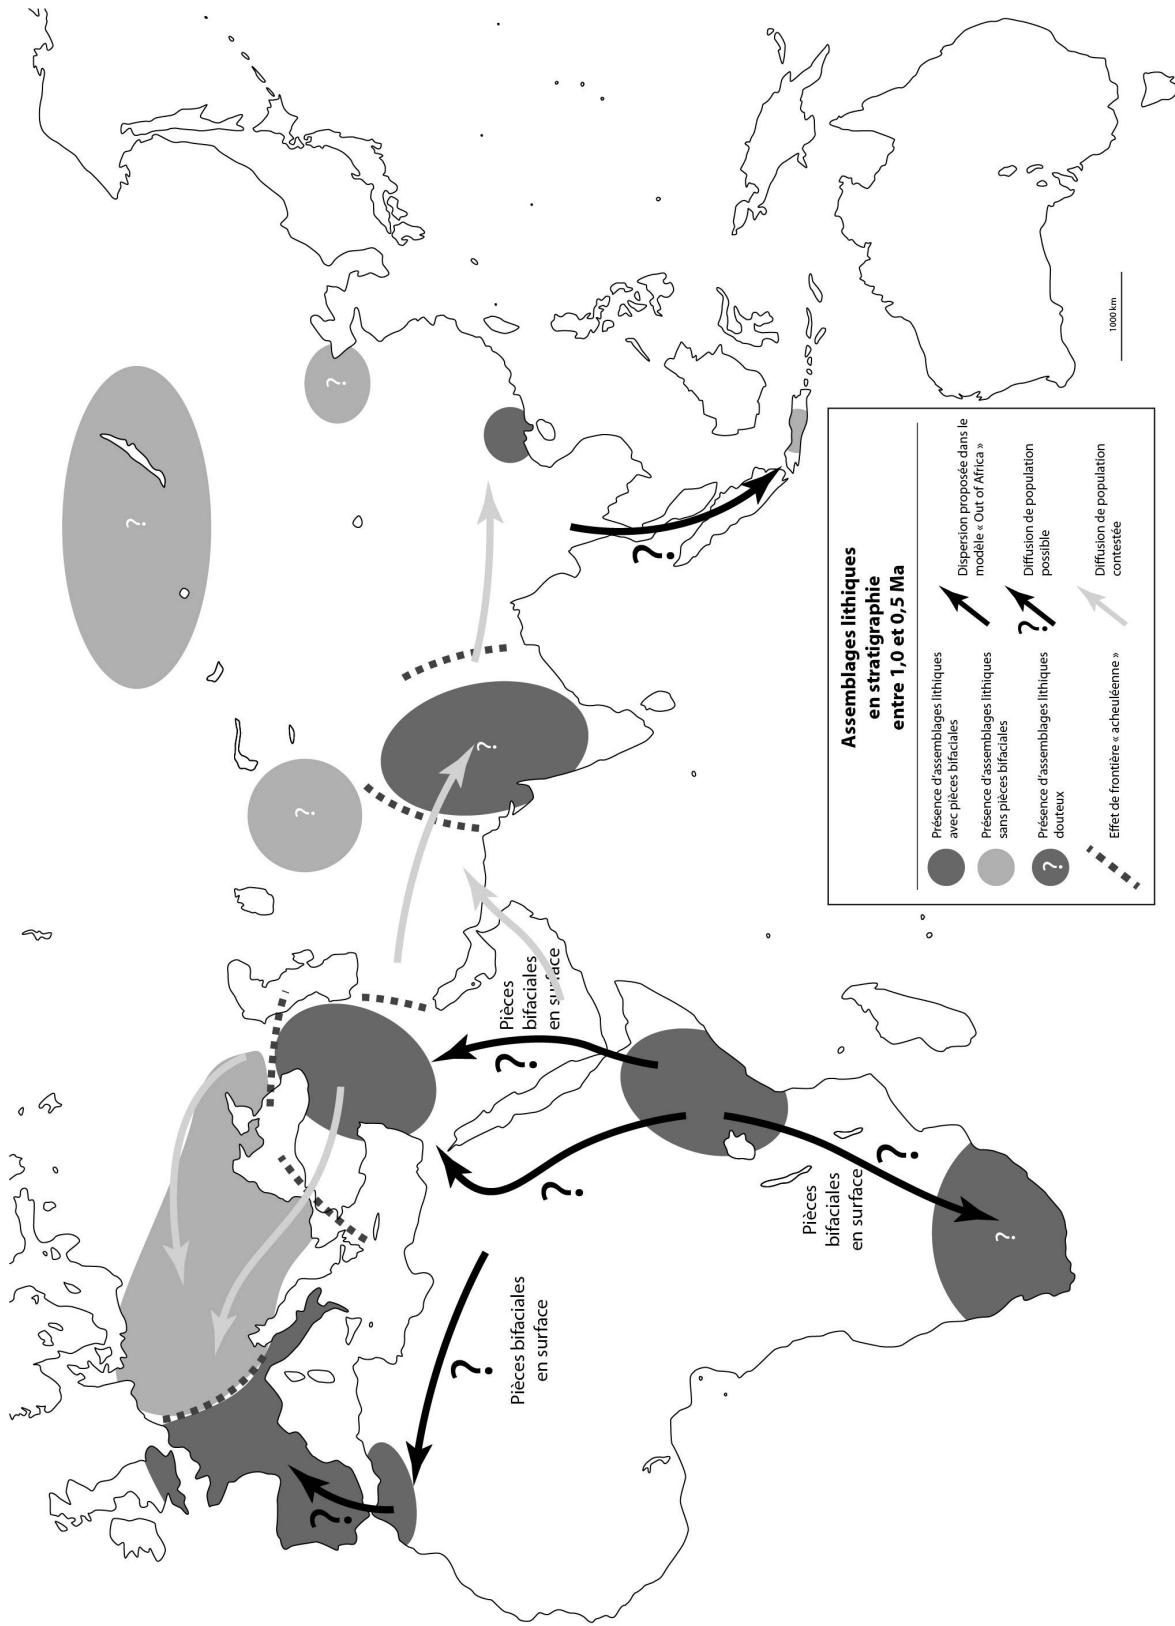 Pièces
bifaciales
en surface
Pièces bifaciales
en surface
Pièces
bifaciales
en surface
?
?
?
?
?
?
?
?
?
?
?
Assemblages lithiques
en stratigraphie
entre 1,0 et 0,5 Ma
Présence d'assemblages lithiques
avec pièces bifaciales
Présence d'assemblages lithiques
sans pièces bifaciales
?
Présence d'assemblages lithiques
douteux
Effet de frontière « acheuléenne »
Dispersion proposée dans le
modèle « Out of Africa »
?
Diffusion de population
possible
Diffusion de population
contestée
1000 km